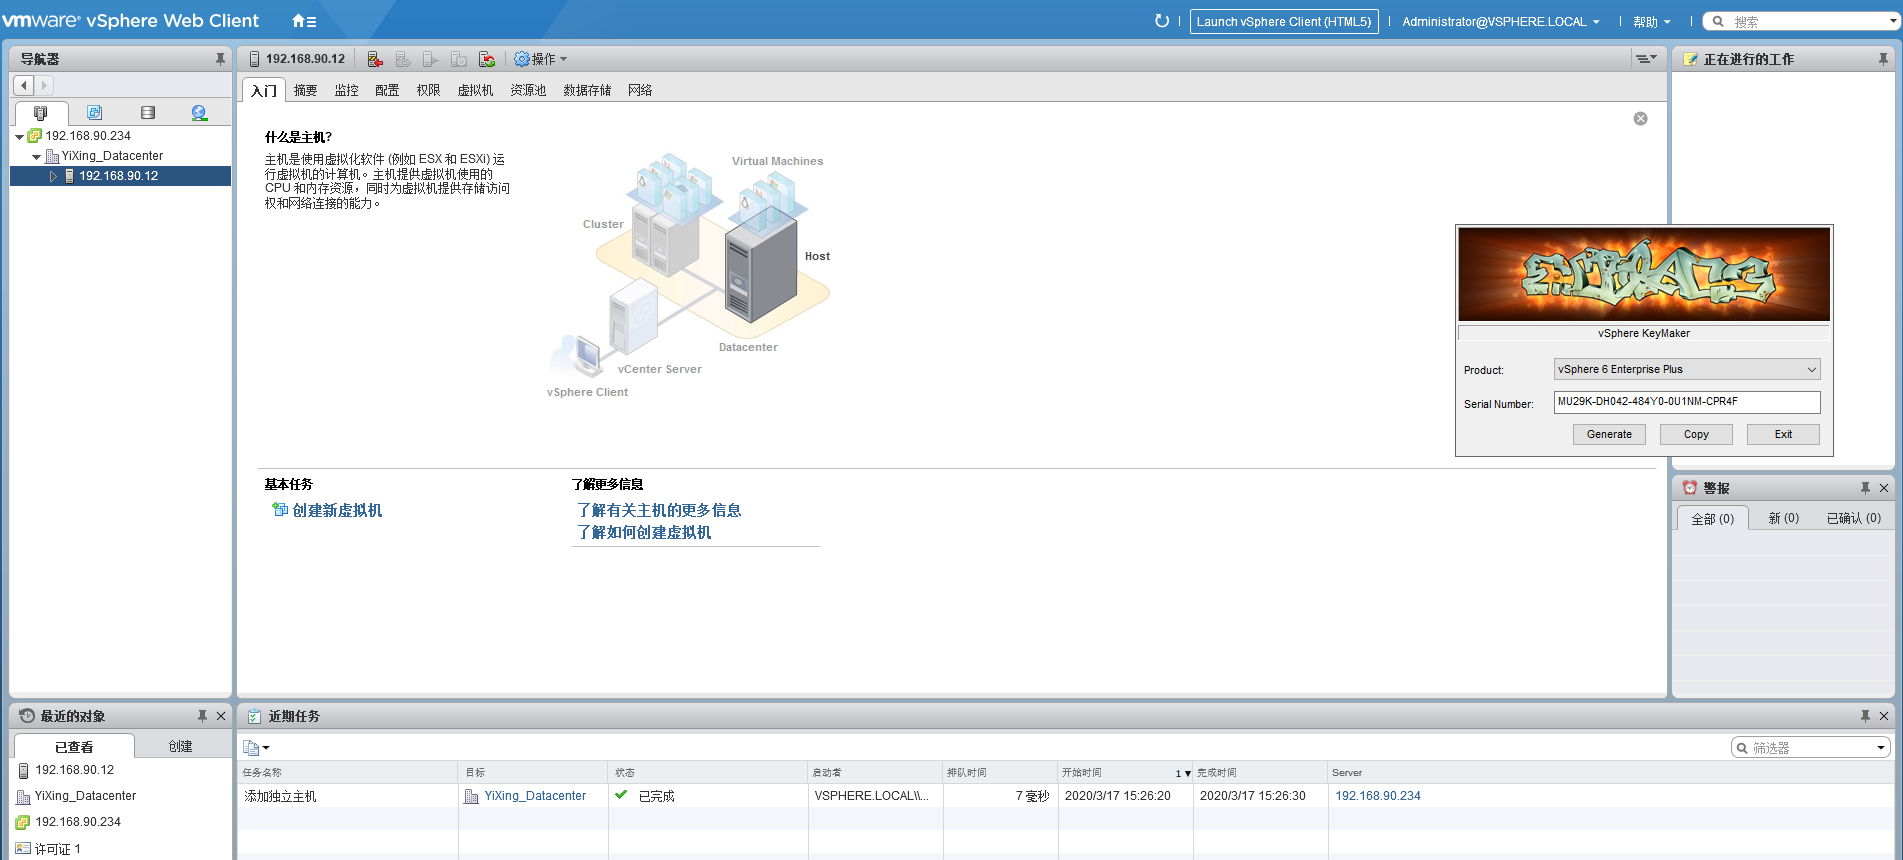 vmware® vSphere Web Client
Launch vSphere Client (HTML5)
Administrator@VSPHERE.LOCAL
帮助
搜索
导航器
192.168.90.234
YiXing_Datacenter
192.168.90.12
192.168.90.12
操作
入门 摘要 监控 配置 权限 虚拟机 资源池 数据存储 网络
什么是主机?
主机是使用虚拟化软件 (例如 ESX 和 ESXi) 运
行虚拟机的计算机。主机提供虚拟机使用的
CPU 和内存资源，同时为虚拟机提供存储访问
权和网络连接的能力。
Virtual Machines
Cluster
Host
Datacenter
vCenter Server
vSphere Client
基本任务
创建新虚拟机
了解更多信息
了解有关主机的更多信息
了解如何创建虚拟机
正在进行的工作
vSphere KeyMaker
Product:
vSphere 6 Enterprise Plus
Serial Number:
MU29K-DH042-484Y0-0U1NM-CPR4F
Generate
Copy
Exit
警报
全部 (0) 新 (0) 已确认 (0)
最近的对象
已查看 创建
192.168.90.12
YiXing_Datacenter
192.168.90.234
许可证 1
近期任务
筛选器
任务名称 目标 状态 启动者 排队时间 开始时间 1 完成时间 Server
添加独立主机 YiXing_Datacenter 已完成 VSPHERE.LOCAL\\... 7 毫秒 2020/3/17 15:26:20 2020/3/17 15:26:30 192.168.90.234